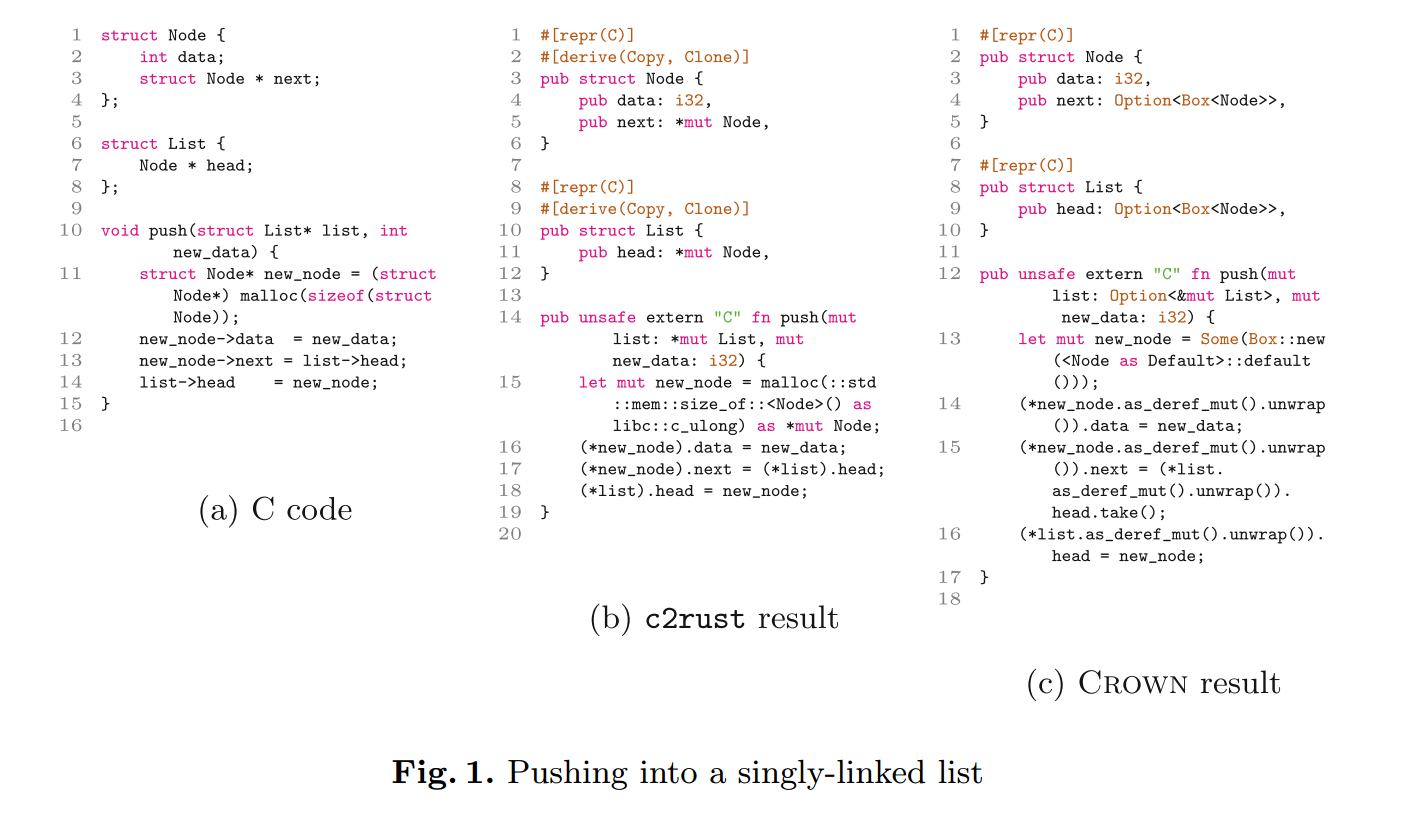 1 struct Node {
2     int data;
3     struct Node * next;
4 };
5
6 struct List {
7     Node * head;
8 };
9
10 void push(struct List* list, int
        new_data) {
11     struct Node* new_node = (struct
        Node*) malloc(sizeof(struct
        Node));
12     new_node->data  = new_data;
13     new_node->next = list->head;
14     list->head    = new_node;
15 }
16
(a) C code
1 #[repr(C)]
2 #[derive(Copy, Clone)]
3 pub struct Node {
4     pub data: i32,
5     pub next: *mut Node,
6 }
7
8 #[repr(C)]
9 #[derive(Copy, Clone)]
10 pub struct List {
11     pub head: *mut Node,
12 }
13
14 pub unsafe extern "C" fn push(mut
        list: *mut List, mut
        new_data: i32) {
15     let mut new_node = malloc(::std
        ::mem::size_of::<Node>() as
        libc::c_ulong) as *mut Node;
16     (*new_node).data = new_data;
17     (*new_node).next = (*list).head;
18     (*list).head = new_node;
19 }
20
(b) c2rust result
1 #[repr(C)]
2 pub struct Node {
3     pub data: i32,
4     pub next: Option<Box<Node>>,
5 }
6
7 #[repr(C)]
8 pub struct List {
9     pub head: Option<Box<Node>>,
10 }
11
12 pub unsafe extern "C" fn push(mut
        list: Option<&mut List>, mut
        new_data: i32) {
13     let mut new_node = Some(Box::new
        (<Node as Default>::default
        ()));
14     (*new_node.as_deref_mut().unwrap
        ()).data = new_data;
15     (*new_node.as_deref_mut().unwrap
        ()).next = (*list.
        as_deref_mut().unwrap()).
        head.take();
16     (*list.as_deref_mut().unwrap()).
        head = new_node;
17 }
18
(c) CROWN result
Fig. 1. Pushing into a singly-linked list